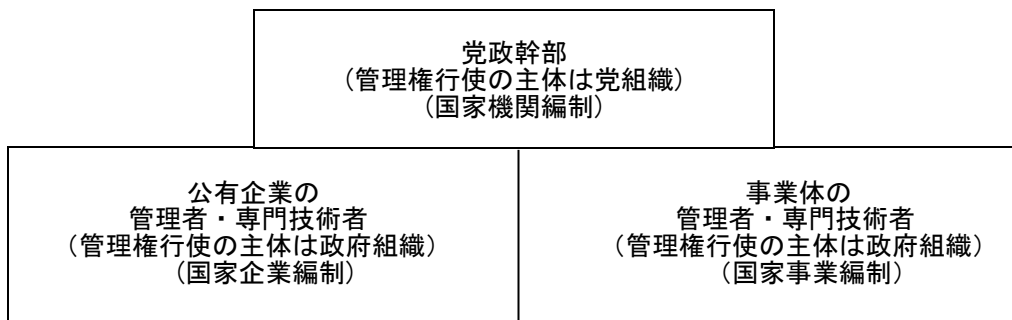 党政幹部
（管理権行使の主体は党組織）
（国家機関編制）
公有企業の
管理者・専門技術者
（管理権行使の主体は政府組織）
（国家企業編制）
事業体の
管理者・専門技術者
（管理権行使の主体は政府組織）
（国家事業編制）